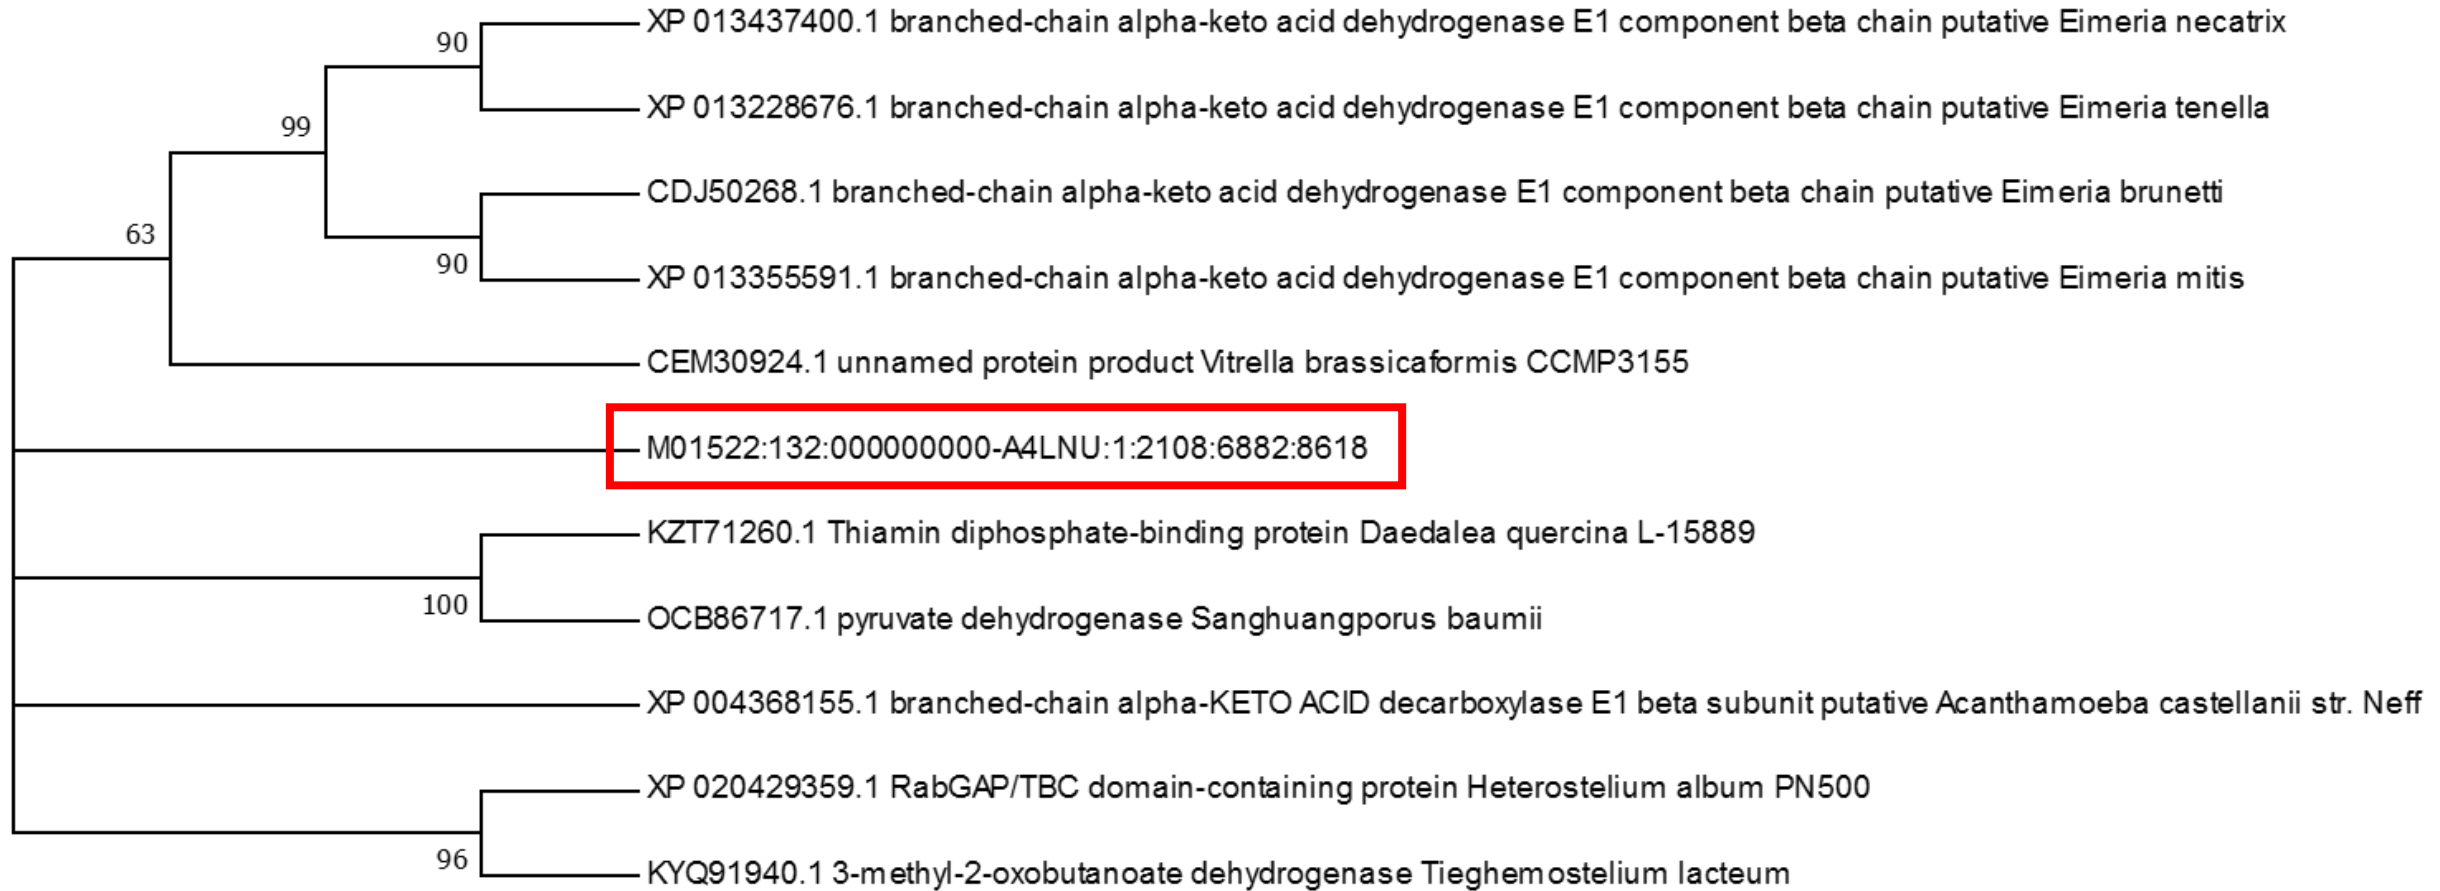 XP 013437400.1 branched-chain alpha-keto acid dehydrogenase E1 component beta chain putative Eimeria necatrix
90
XP 013228676.1 branched-chain alpha-keto acid dehydrogenase E1 component beta chain putative Eimeria tenella
99
CDJ50268.1 branched-chain alpha-keto acid dehydrogenase E1 component beta chain putative Eimeria brunetti
63
90
XP 013355591.1 branched-chain alpha-keto acid dehydrogenase E1 component beta chain putative Eimeria mitis
CEM30924.1 unnamed protein product Vitrella brassicaformis CCMP3155
M01522:132:000000000-A4LNU:1:2108:6882:8618
KZT71260.1 Thiamin diphosphate-binding protein Daedalea quercina L-15889
100
OCB86717.1 pyruvate dehydrogenase Sanghuangporus baumii
XP 004368155.1 branched-chain alpha-KETO ACID decarboxylase E1 beta subunit putative Acanthamoeba castellanii str. Neff
XP 020429359.1 RabGAP/TBC domain-containing protein Heterostelium album PN500
96
KYQ91940.1 3-methyl-2-oxobutanoate dehydrogenase Tieghemostelium lacteum